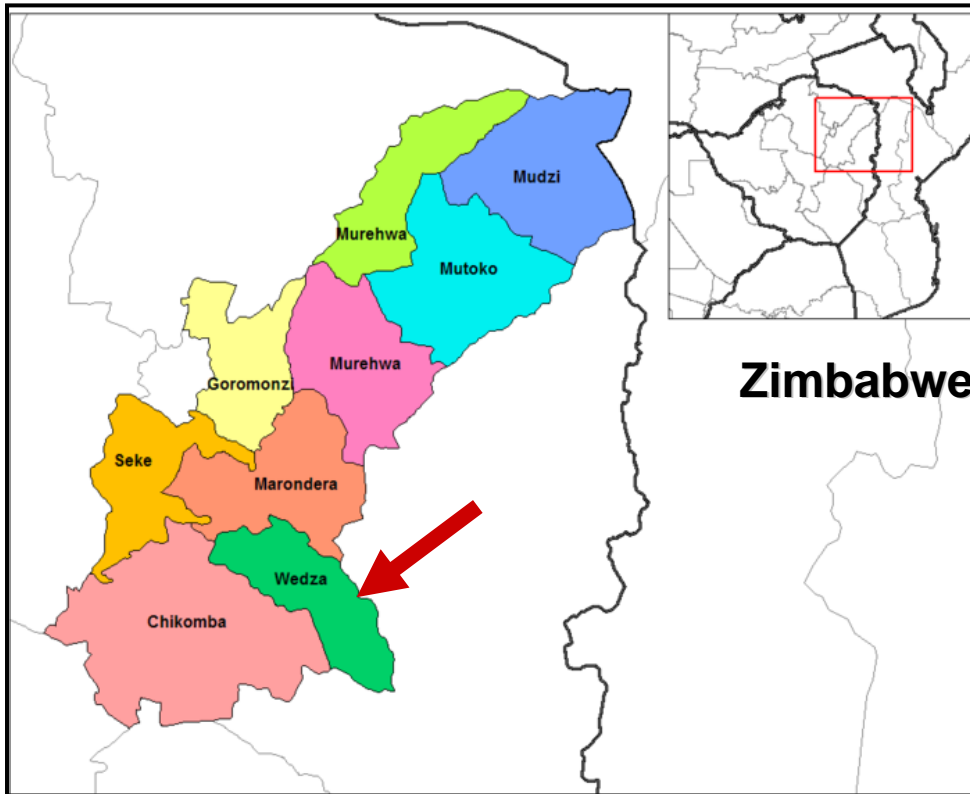 Mudzi
Murehwa
Mutoko
Murehwa
Zimbabwe
Goromonzi
Seke
Marondera
Wedza
Chikomba